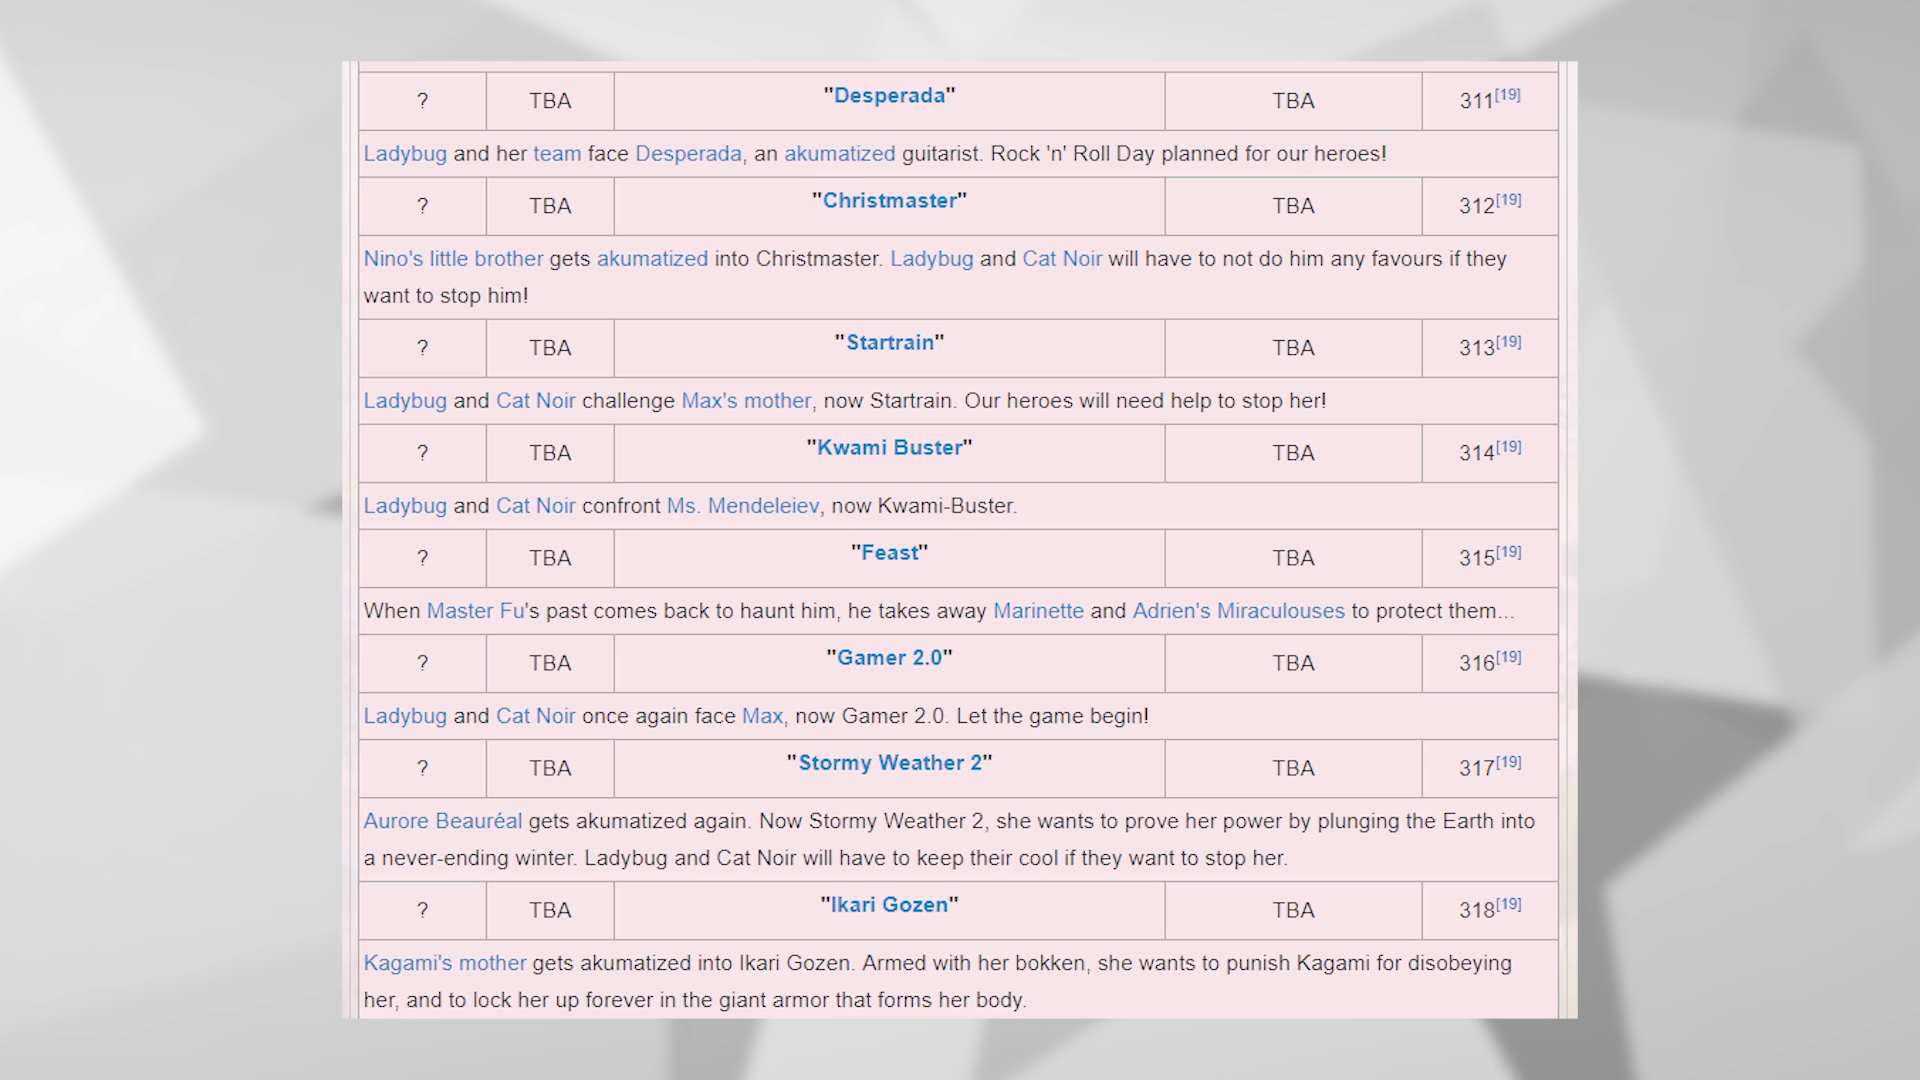 ? TBA "Desperada" TBA 311[19]
Ladybug and her team face Desperada, an akumatized guitarist. Rock 'n' Roll Day planned for our heroes!
? TBA "Christmaster" TBA 312[19]
Nino's little brother gets akumatized into Christmaster. Ladybug and Cat Noir will have to not do him any favours if they
want to stop him!
? TBA "Startrain" TBA 313[19]
Ladybug and Cat Noir challenge Max's mother, now Startrain. Our heroes will need help to stop her!
? TBA "Kwami Buster" TBA 314[19]
Ladybug and Cat Noir confront Ms. Mendeleiev, now Kwami-Buster.
? TBA "Feast" TBA 315[19]
When Master Fu's past comes back to haunt him, he takes away Marinette and Adrien's Miraculouses to protect them...
? TBA "Gamer 2.0" TBA 316[19]
Ladybug and Cat Noir once again face Max, now Gamer 2.0. Let the game begin!
? TBA "Stormy Weather 2" TBA 317[19]
Aurore Beauréal gets akumatized again. Now Stormy Weather 2, she wants to prove her power by plunging the Earth into
a never-ending winter. Ladybug and Cat Noir will have to keep their cool if they want to stop her.
? TBA "Ikari Gozen" TBA 318[19]
Kagami's mother gets akumatized into Ikari Gozen. Armed with her bokken, she wants to punish Kagami for disobeying
her, and to lock her up forever in the giant armor that forms her body.